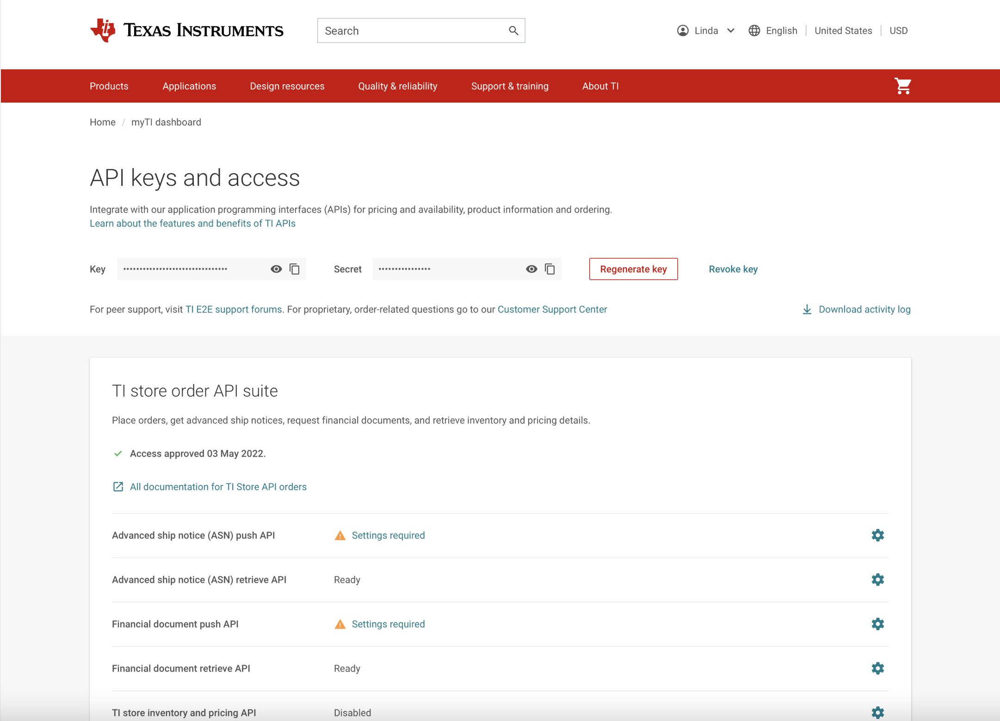 TEXAS INSTRUMENTS
Search
Linda
English
United States
USD
Products
Applications
Design resources
Quality & reliability
Support & training
About TI
Home / myTI dashboard
API keys and access
Integrate with our application programming interfaces (APIs) for pricing and availability, product information and ordering.
Learn about the features and benefits of TI APIs
Key
Secret
Regenerate key
Revoke key
For peer support, visit TI E2E support forums. For proprietary, order-related questions go to our Customer Support Center
Download activity log
TI store order API suite
Place orders, get advanced ship notices, request financial documents, and retrieve inventory and pricing details.
Access approved 03 May 2022.
All documentation for TI Store API orders
Advanced ship notice (ASN) push API
Settings required
Advanced ship notice (ASN) retrieve API
Ready
Financial document push API
Settings required
Financial document retrieve API
Ready
TI store inventory and pricing API
Disabled